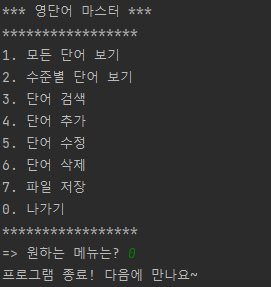 *** 영단어 마스터 ***
*****************
1. 모든 단어 보기
2. 수준별 단어 보기
3. 단어 검색
4. 단어 추가
5. 단어 수정
6. 단어 삭제
7. 파일 저장
0. 나가기
*****************
=> 원하는 메뉴는? 0
프로그램 종료! 다음에 만나요~